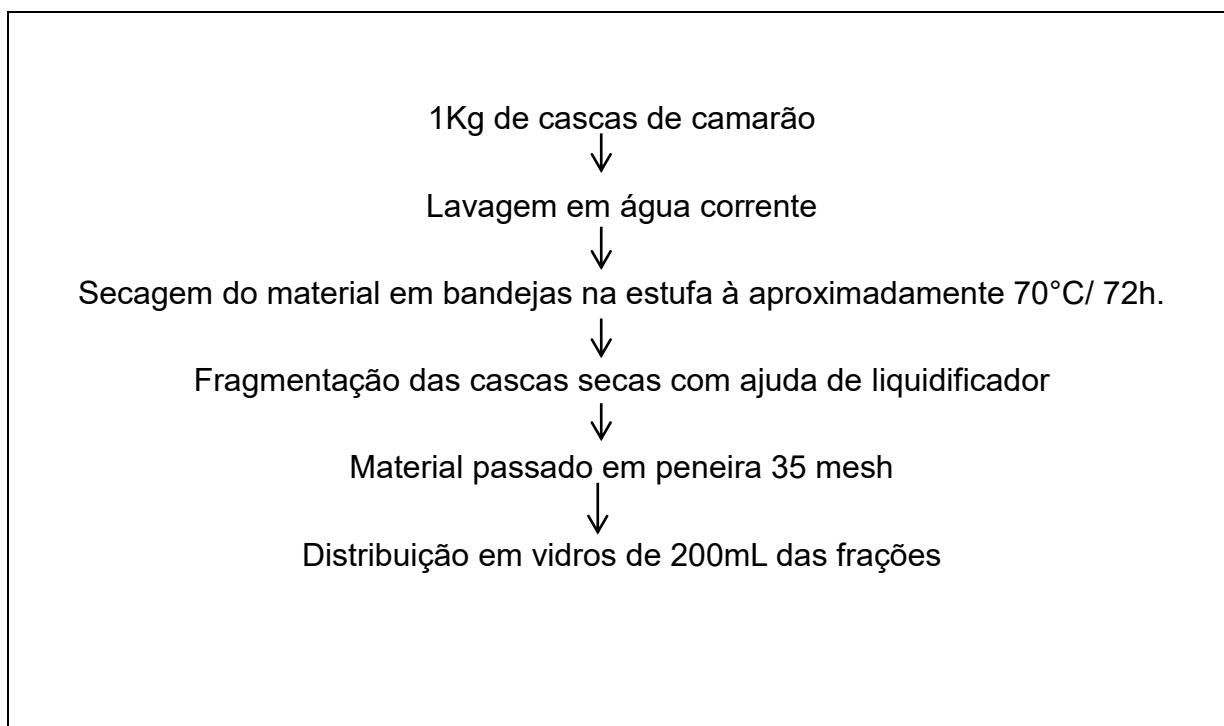 1Kg de cascas de camarão
Lavagem em água corrente
Secagem do material em bandejas na estufa à aproximadamente 70°C/ 72h.
Fragmentação das cascas secas com ajuda de liquidificador
Material passado em peneira 35 mesh
Distribuição em vidros de 200mL das frações